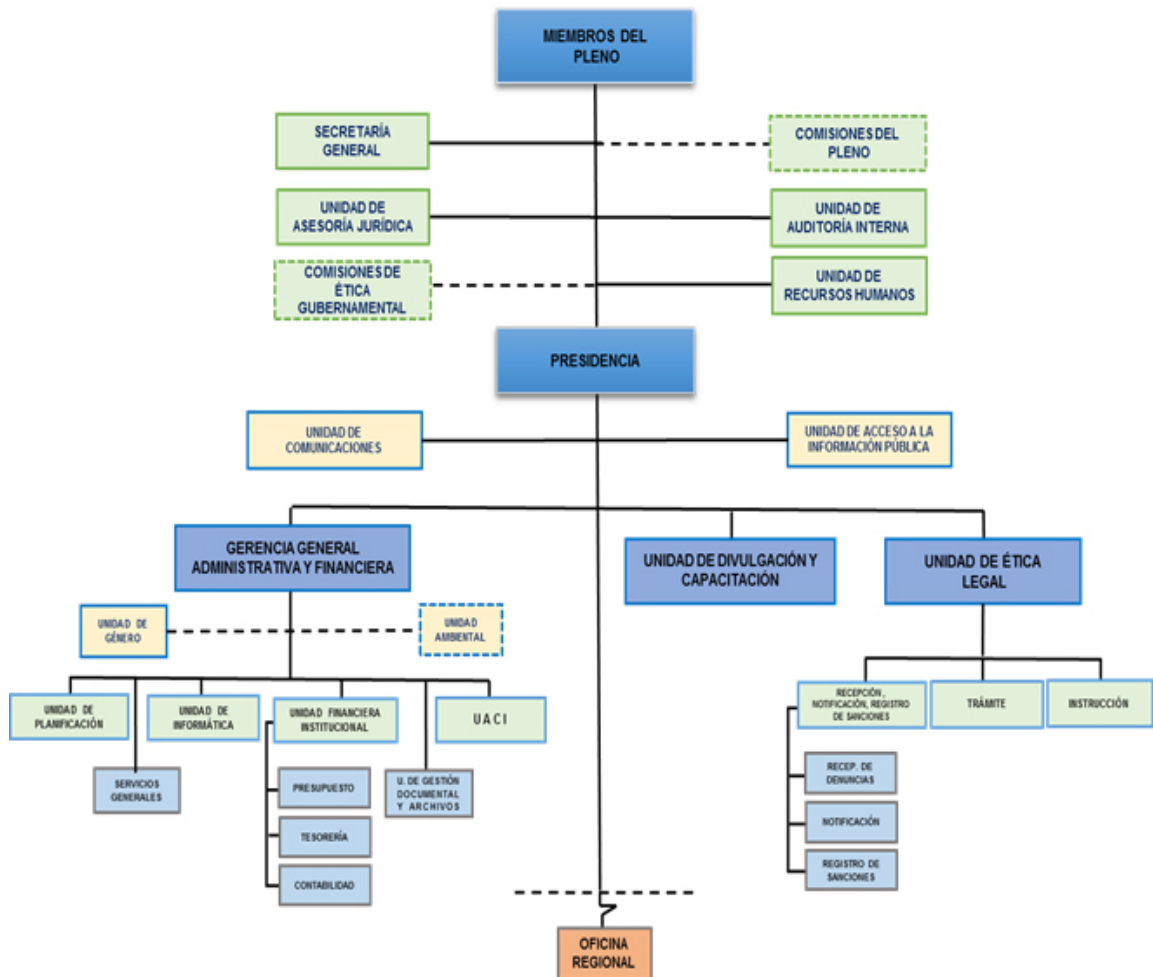 MIEMBROS DEL
PLENO
SECRETARÍA
GENERAL
COMISIONES DEL
PLENO
UNIDAD DE
ASESORÍA JURÍDICA
UNIDAD DE
AUDITORÍA INTERNA
COMISIONES DE
ÉTICA
GUBERNAMENTAL
UNIDAD DE
RECURSOS HUMANOS
PRESIDENCIA
UNIDAD DE
COMUNICACIONES
UNIDAD DE ACCESO A LA
INFORMACIÓN PÚBLICA
GERENCIA GENERAL
ADMINISTRATIVA Y FINANCIERA
UNIDAD DE DIVULGACIÓN Y
CAPACITACIÓN
UNIDAD DE ÉTICA
LEGAL
UNIDAD DE
GÉNERO
UNIDAD
AMBIENTAL
UNIDAD DE
PLANIFICACIÓN
UNIDAD DE
INFORMÁTICA
UNIDAD FINANCIERA
INSTITUCIONAL
U A C I
RECEPCIÓN ,
NOTIFICACIÓN, REGISTRO
DE SANCIONES
TRÁMITE
INSTRUCCIÓN
SERVICIOS
GENERALES
PRESUPUESTO
U. DE GESTIÓN
DOCUMENTAL
Y ARCHIVOS
RECEP. DE
DENUNCIAS
TESORERÍA
NOTIFICACIÓN
CONTABILIDAD
REGISTRO DE
SANCIONES
OFICINA
REGIONAL